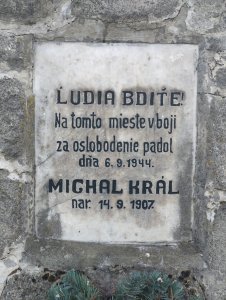 ĽUDIA BDITE!
Na tomto mieste v boji
za oslobodenie padol
dňa 6.9.1944.
MICHAL KRÁL
nar. 14.9.1907.